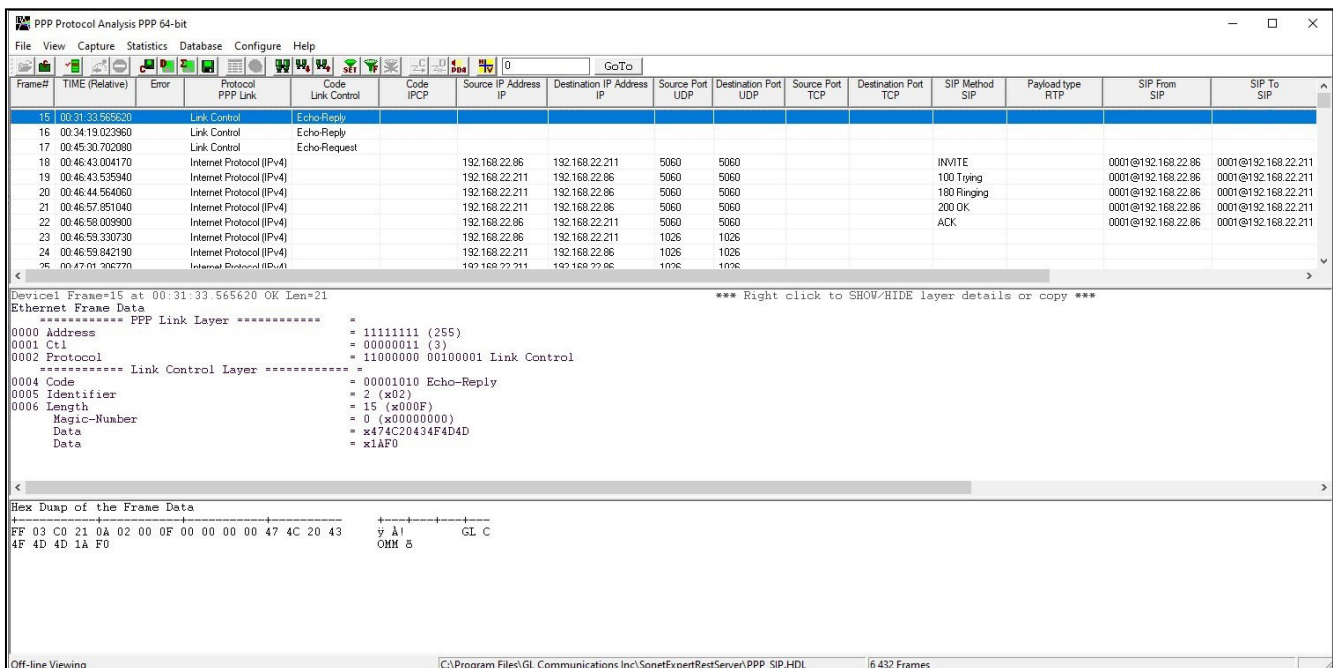 PPP Protocol Analysis PPP 64-bit
File View Capture Statistics Database Configure Help
0 GoTo
Frame# TIME (Relative) Error Protocol PPP Link Code Link Control Code IPCP Source IP Address IP Destination IP Address IP Source Port UDP Destination Port UDP Source Port TCP Destination Port TCP SIP Method SIP Payload type RTP SIP From SIP SIP To SIP
15 00:31:33.565620 Link Control Echo-Reply
16 00:34:19.023960 Link Control Echo-Reply
17 00:45:30.702080 Link Control Echo-Request
18 00:46:43.004170 Internet Protocol (IPv4) 192.168.22.86 192.168.22.211 5060 5060 INVITE 0001@192.168.22.86 0001@192.168.22.211
19 00:46:43.535940 Internet Protocol (IPv4) 192.168.22.211 192.168.22.86 5060 5060 100 Trying 0001@192.168.22.86 0001@192.168.22.211
20 00:46:44.564060 Internet Protocol (IPv4) 192.168.22.211 192.168.22.86 5060 5060 180 Ringing 0001@192.168.22.86 0001@192.168.22.211
21 00:46:57.851040 Internet Protocol (IPv4) 192.168.22.211 192.168.22.86 5060 5060 200 OK 0001@192.168.22.86 0001@192.168.22.211
22 00:46:58.009900 Internet Protocol (IPv4) 192.168.22.86 192.168.22.211 5060 5060 ACK 0001@192.168.22.86 0001@192.168.22.211
23 00:46:59.330730 Internet Protocol (IPv4) 192.168.22.86 192.168.22.211 1026 1026
24 00:46:59.842190 Internet Protocol (IPv4) 192.168.22.211 192.168.22.86 1026 1026
25 00:47:01.306770 Internet Protocol (IPv4) 192.168.22.211 192.168.22.86 1026 1026
Device1 Frame=15 at 00:31:33.565620 OK Len=21 *** Right click to SHOW/HIDE layer details or copy ***
Ethernet Frame Data
============ PPP Link Layer ============ =
0000 Address = 11111111 (255)
0001 Ctl = 00000011 (3)
0002 Protocol = 11000000 00100001 Link Control
============ Link Control Layer ============ =
0004 Code = 00001010 Echo-Reply
0005 Identifier = 2 (x02)
0006 Length = 15 (x000F)
Magic-Number = 0 (x00000000)
Data = x474C20434F4D4D
Data = x1AF0
Hex Dump of the Frame Data
+-----------+-----------+-----------+---------- +---+---+---+---
FF 03 C0 21 0A 02 00 0F 00 00 00 00 47 4C 20 43 ÿ À! GL C
4F 4D 4D 1A F0 OMM ð
Off-line Viewing C:\Program Files\GL Communications Inc\SonetExpertRestServer\PPP_SIP.HDL 6 432 Frames